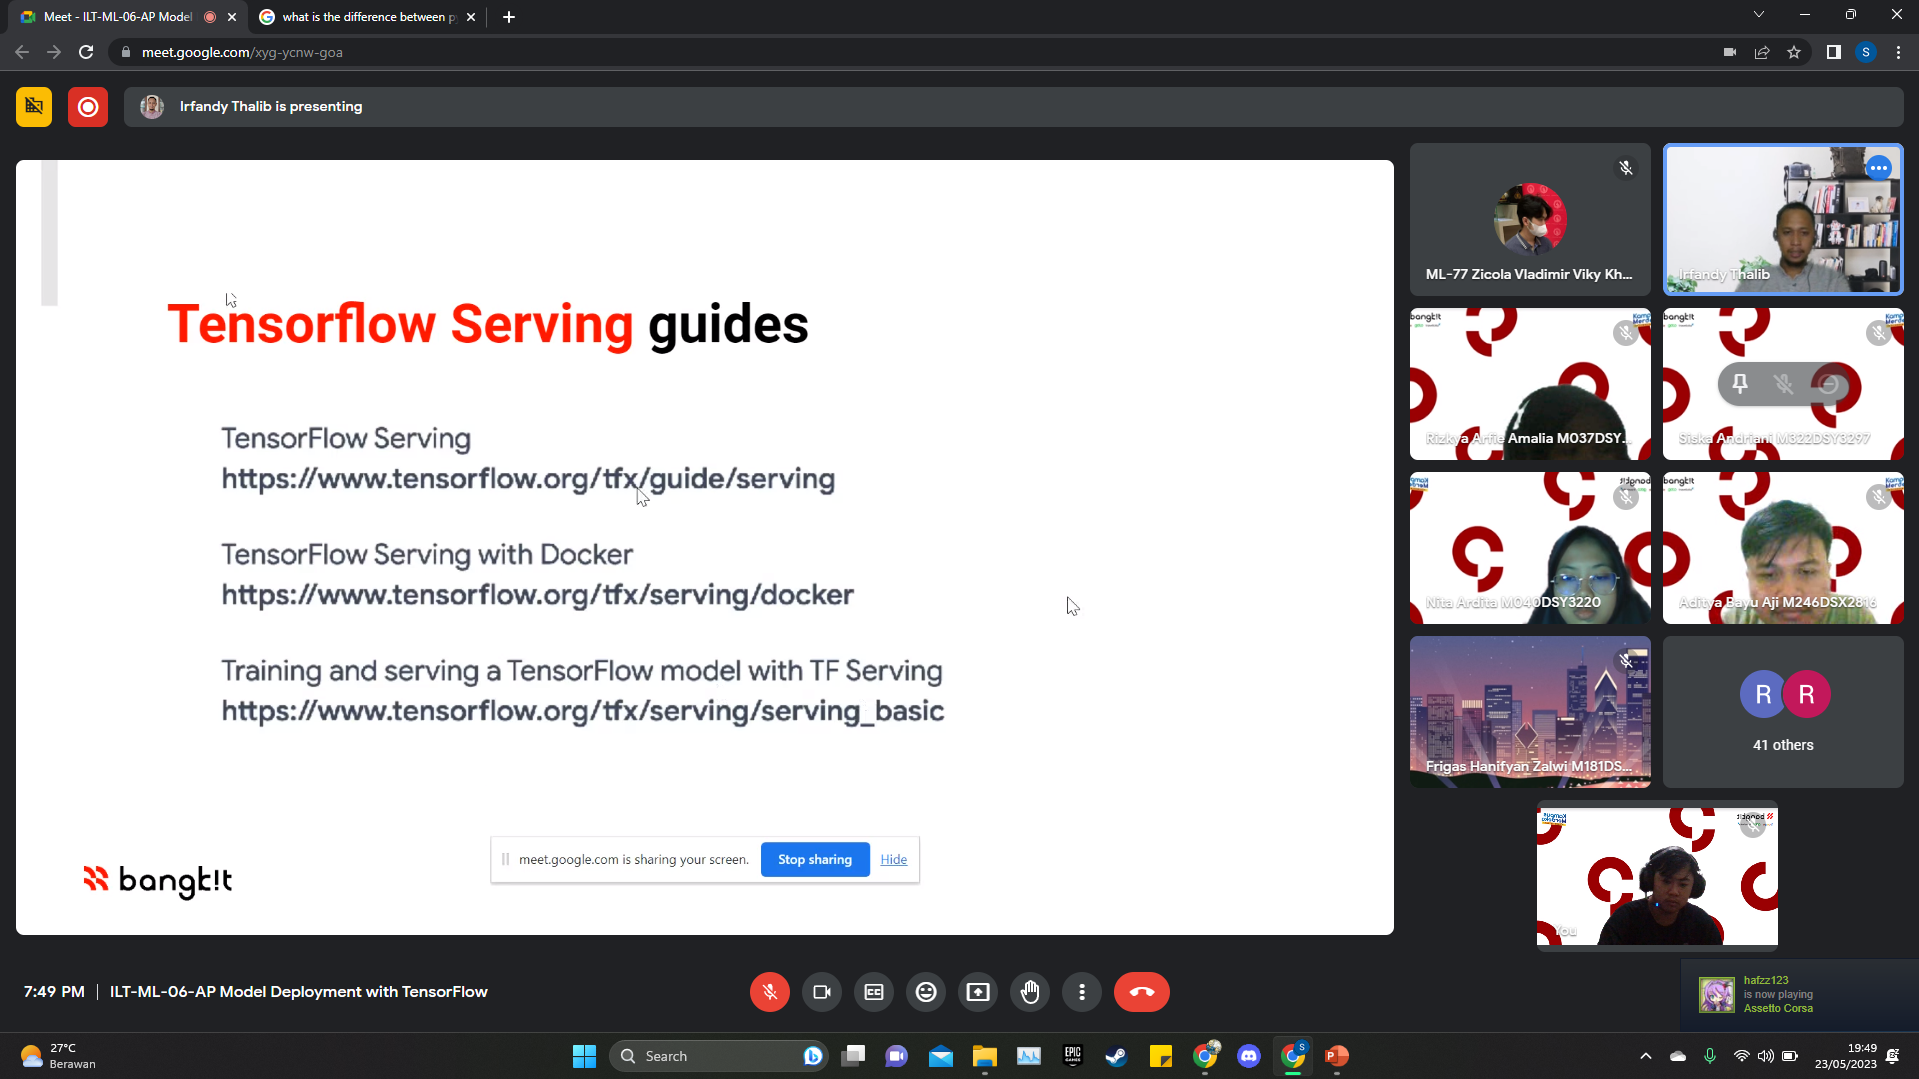 Meet - ILT-ML-06-AP Model
what is the difference between p
meet.google.com/xyg-ycnw-goa
S
Irfandy Thalib is presenting
Tensorflow Serving guides
TensorFlow Serving
https://www.tensorflow.org/tfx/guide/serving
TensorFlow Serving with Docker
https://www.tensorflow.org/tfx/serving/docker
Training and serving a TensorFlow model with TF Serving
https://www.tensorflow.org/tfx/serving/serving_basic
bangk!t
meet.google.com is sharing your screen.
Stop sharing
Hide
ML-77 Zicola Vladimir Viky Kh...
Irfandy Thalib
bangk!t
Rizkya Arfie Amalia M037DSY...
bangk!t
Siska Andriani M322DSY3297
Nita Ardita M040DSY3220
bangk!t
Aditya Bayu Aji M246DSX2816
Frigas Hanifyan Zalwi M181DS...
R
R
41 others
You
7:49 PM | ILT-ML-06-AP Model Deployment with TensorFlow
hafzz123
is now playing
Assetto Corsa
27°C
Berawan
Search
EPIC
GAMES
S
19:49
23/05/2023